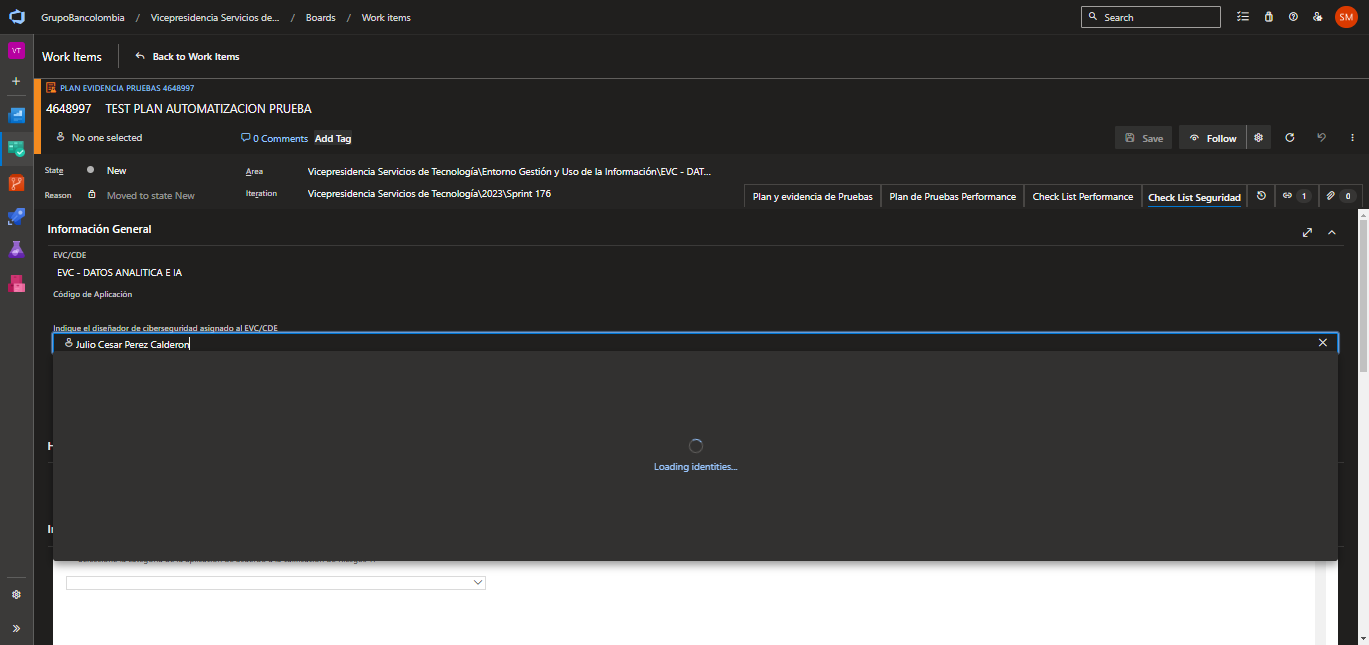 GrupoBancolombia / Vicepresidencia Servicios de... / Boards / Work items
Search
SM
VT
Work Items
Back to Work Items
PLAN EVIDENCIA PRUEBAS 4648997
4648997 TEST PLAN AUTOMATIZACION PRUEBA
No one selected
0 Comments
Add Tag
Save
Follow
State
New
Area
Vicepresidencia Servicios de Tecnología\Entorno Gestión y Uso de la Información\EVC - DAT...
Reason
Moved to state New
Iteration
Vicepresidencia Servicios de Tecnología\2023\Sprint 176
Plan y evidencia de Pruebas
Plan de Pruebas Performance
Check List Performance
Check List Seguridad
1
0
Información General
EVC/CDE
EVC - DATOS ANALITICA E IA
Código de Aplicación
Indique el diseñador de ciberseguridad asignado al EVC/CDE
Julio Cesar Perez Calderon
Loading identities...